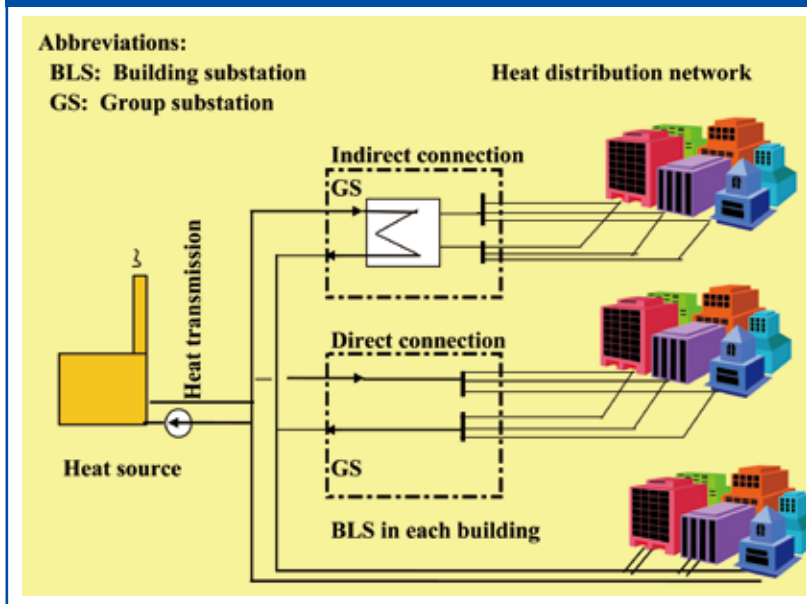 Abbreviations:
BLS: Building substation
GS: Group substation
Heat distribution network
Indirect connection
GS
Heat transmission
Direct connection
Heat source
GS
BLS in each building